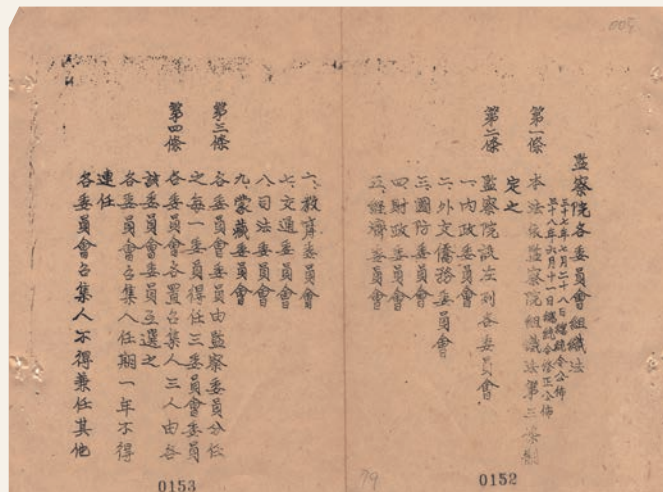 監察院各委員會組織法
三十七年七月二十八日總統令公佈
三十八年六月十一日總統令修正公佈
第一條　本法依監察院組織法第三條制
定之
第二條　監察院設左列各委員會
一、內政委員會
二、外交僑務委員會
三、國防委員會
四、財政委員會
五、經濟委員會
0152
79
六、教育委員會
七、交通委員會
八、司法委員會
九、蒙藏委員會
第三條　各委員會委員由監察委員分任
之每一委員得任三委員會委員
第四條　各委員會各置召集人三人由各
該委員會委員互選之
各委員會召集人任期一年不得
連任
各委員會召集人不得兼任其他
0153